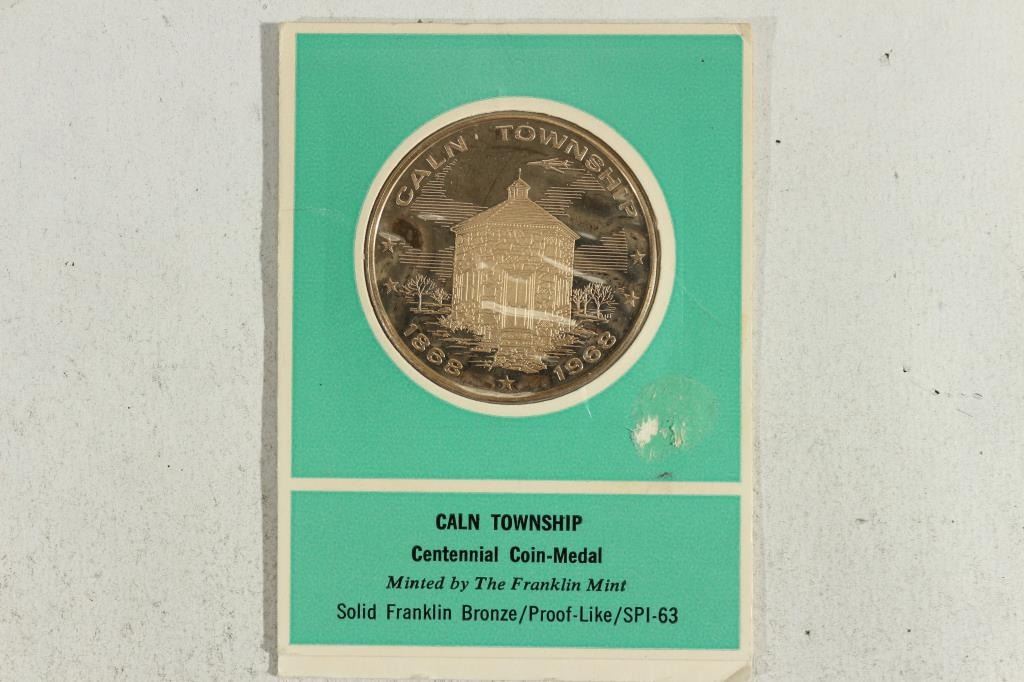 CALN TOWNSHIP
1868 1968
CALN TOWNSHIP
Centennial Coin-Medal
Minted by The Franklin Mint
Solid Franklin Bronze/Proof-Like/SPI-63